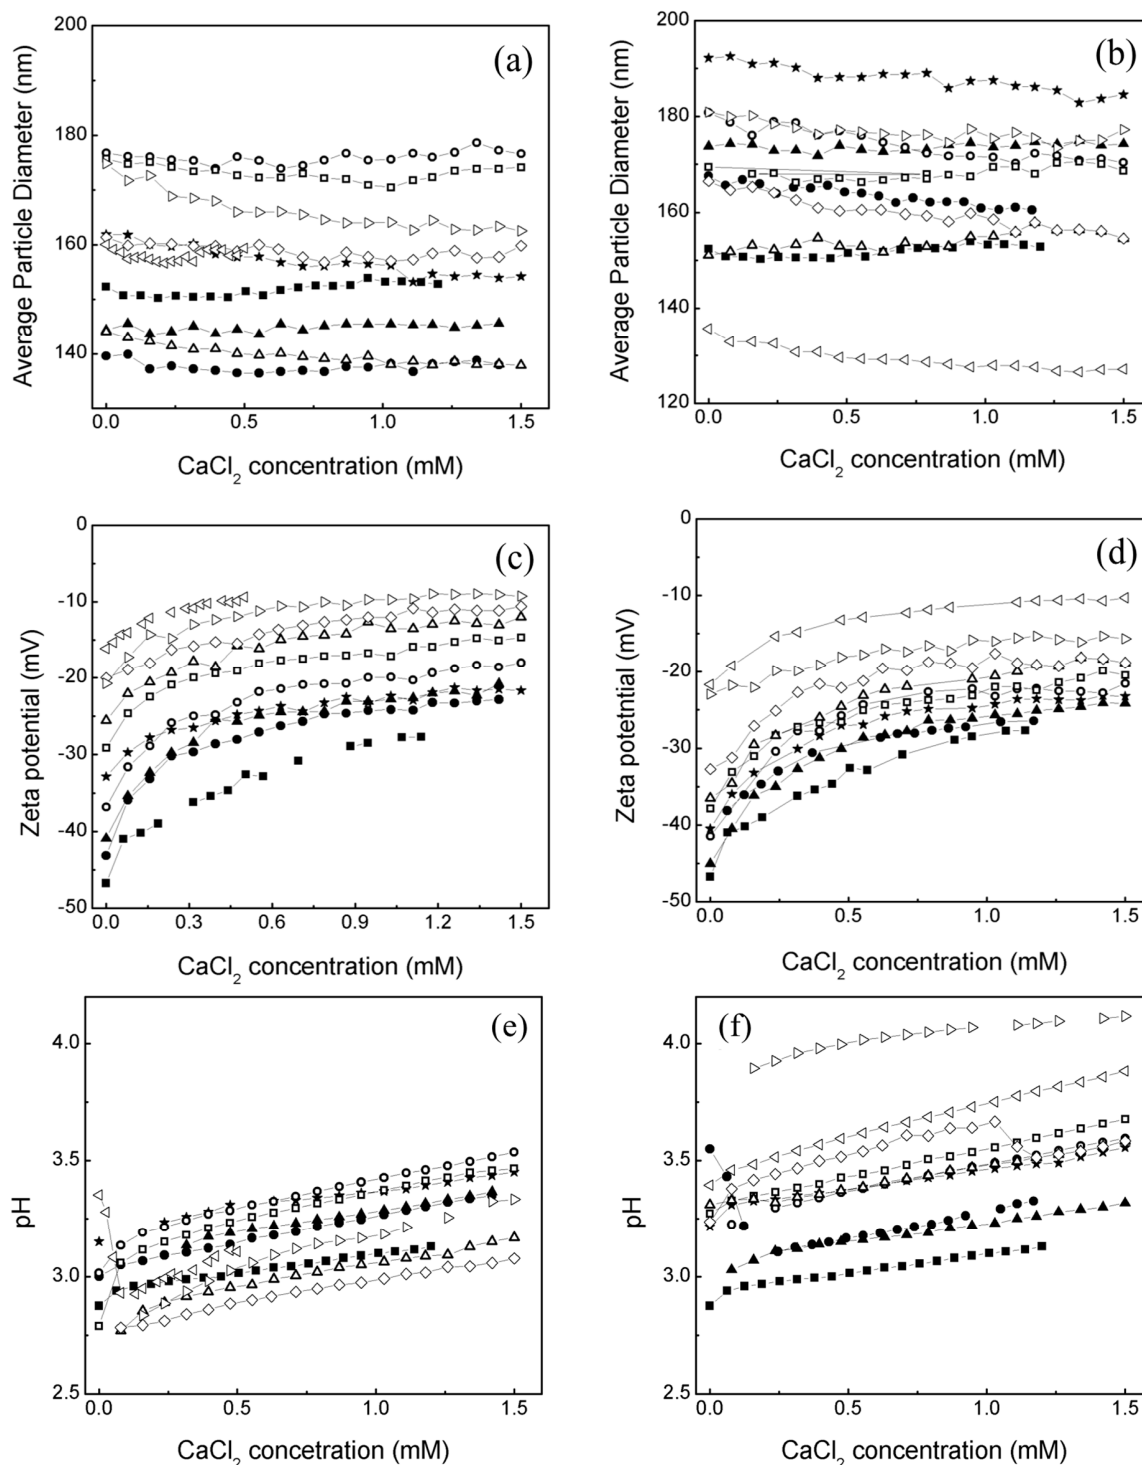 (a)
Average Particle Diameter (nm)
200
180
160
140
0.0 0.5 1.0 1.5
CaCl2 concentration (mM)
(b)
Average Particle Diameter (nm)
200
180
160
140
120
0.0 0.5 1.0 1.5
CaCl2 concentration (mM)
(c)
Zeta potential (mV)
0
-10
-20
-30
-40
-50
0.0 0.3 0.6 0.9 1.2 1.5
CaCl2 concentration (mM)
(d)
Zeta potetnial (mV)
0
-10
-20
-30
-40
-50
0.0 0.5 1.0 1.5
CaCl2 concentration (mM)
(e)
pH
4.0
3.5
3.0
2.5
0.0 0.5 1.0 1.5
CaCl2 concetration (mM)
(f)
pH
4.0
3.5
3.0
2.5
0.0 0.5 1.0 1.5
CaCl2 concentration (mM)